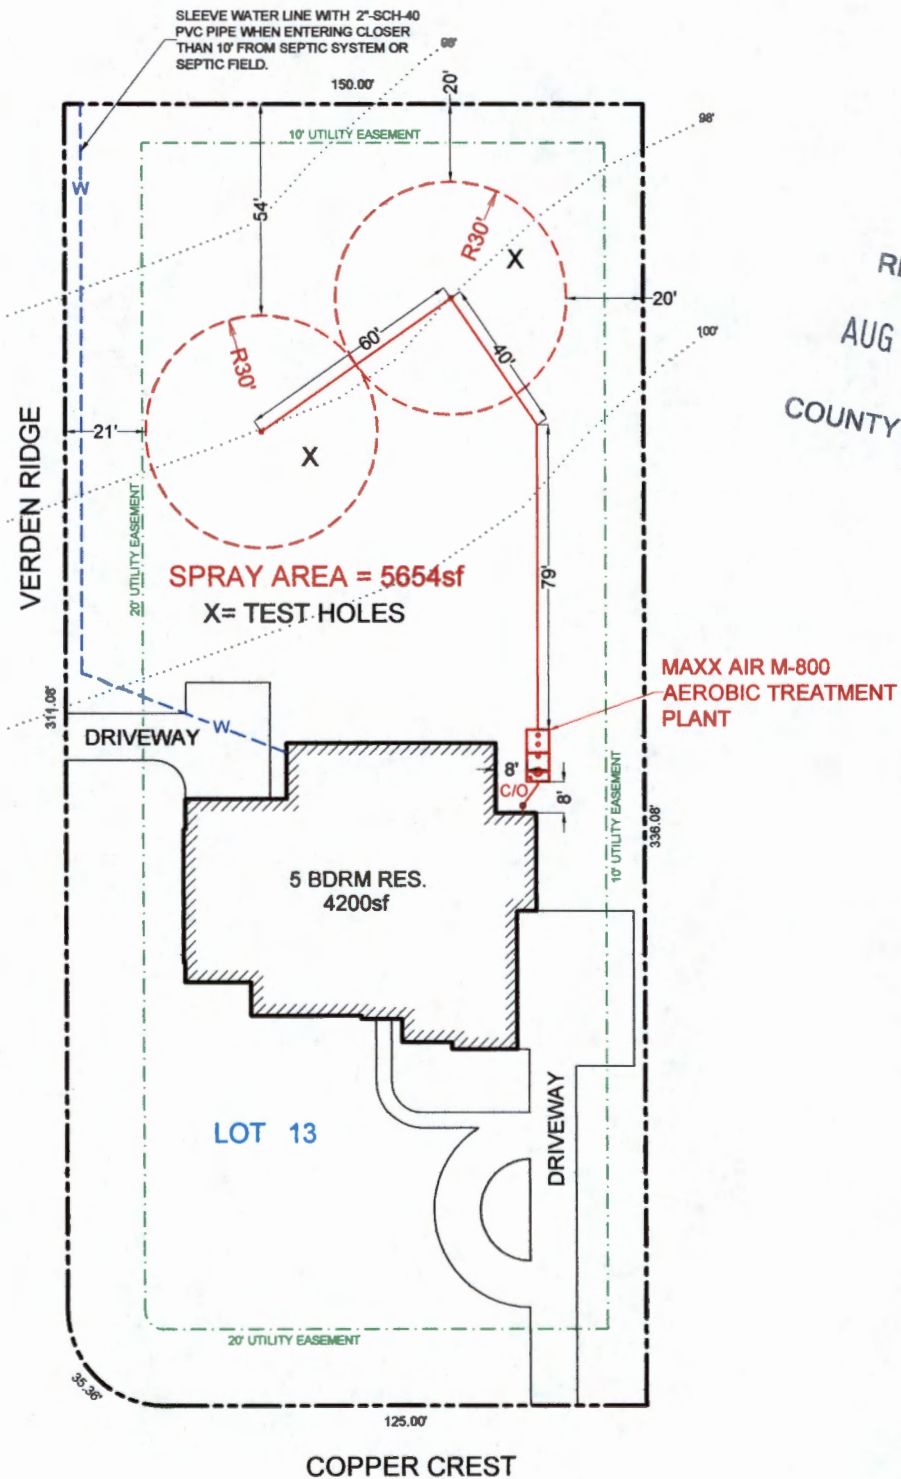 SLEEVE WATER LINE WITH 2"-SCH-40
PVC PIPE WHEN ENTERING CLOSER
THAN 10' FROM SEPTIC SYSTEM OR
SEPTIC FIELD.
98'
150.00'
20'
98'
10' UTILITY EASEMENT
W
54'
R30'
X
20'
100'
60'
40'
R30'
AUG
COUNTY
21'
X
VERDEN RIDGE
20' UTILITY EASEMENT
79'
SPRAY AREA = 5654sf
X= TEST HOLES
MAXX AIR M-800
AEROBIC TREATMENT
PLANT
311.08'
DRIVEWAY
W
8'
C/O
8'
10' UTILITY EASEMENT
336.08'
5 BDRM RES.
4200sf
LOT 13
DRIVEWAY
20' UTILITY EASEMENT
35.36'
125.00'
COPPER CREST